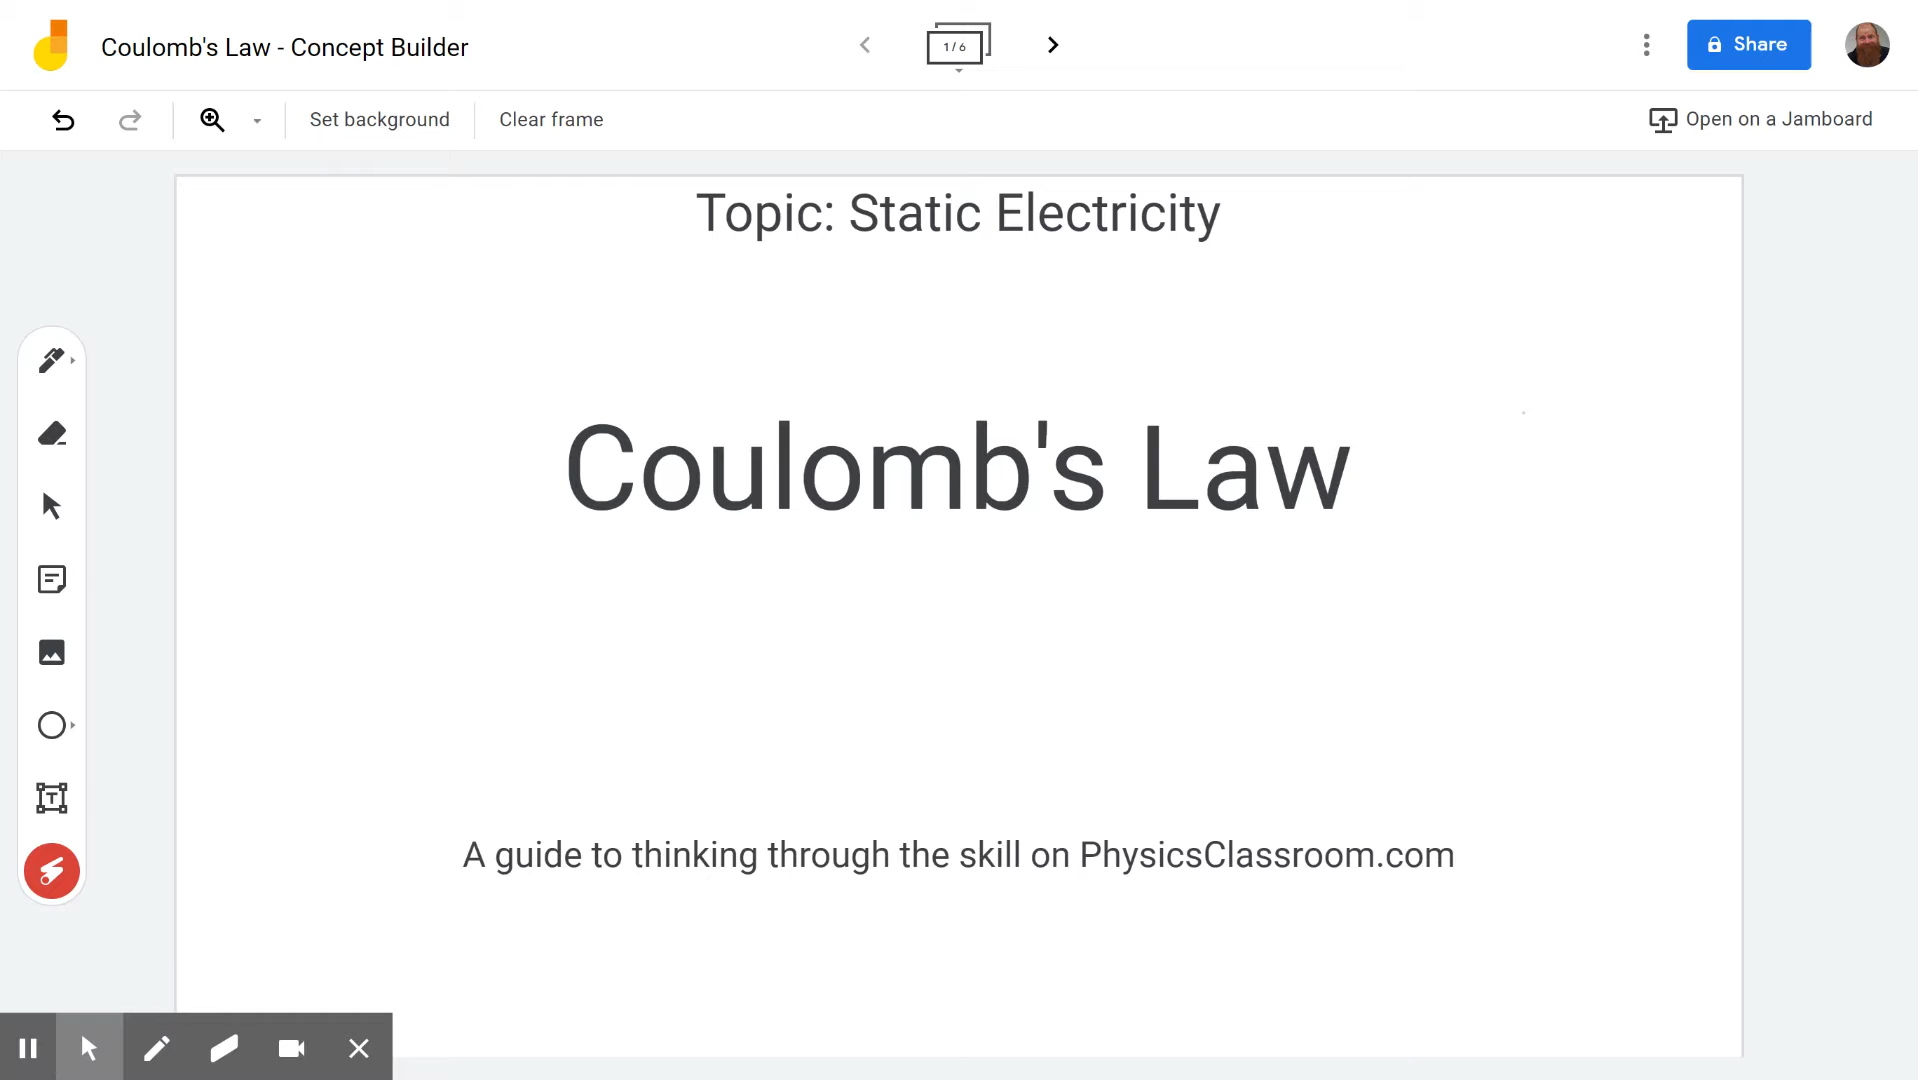 Coulomb's Law - Concept Builder
1 / 6
Share
Set background
Clear frame
Open on a Jamboard
Topic: Static Electricity
Coulomb's Law
A guide to thinking through the skill on PhysicsClassroom.com